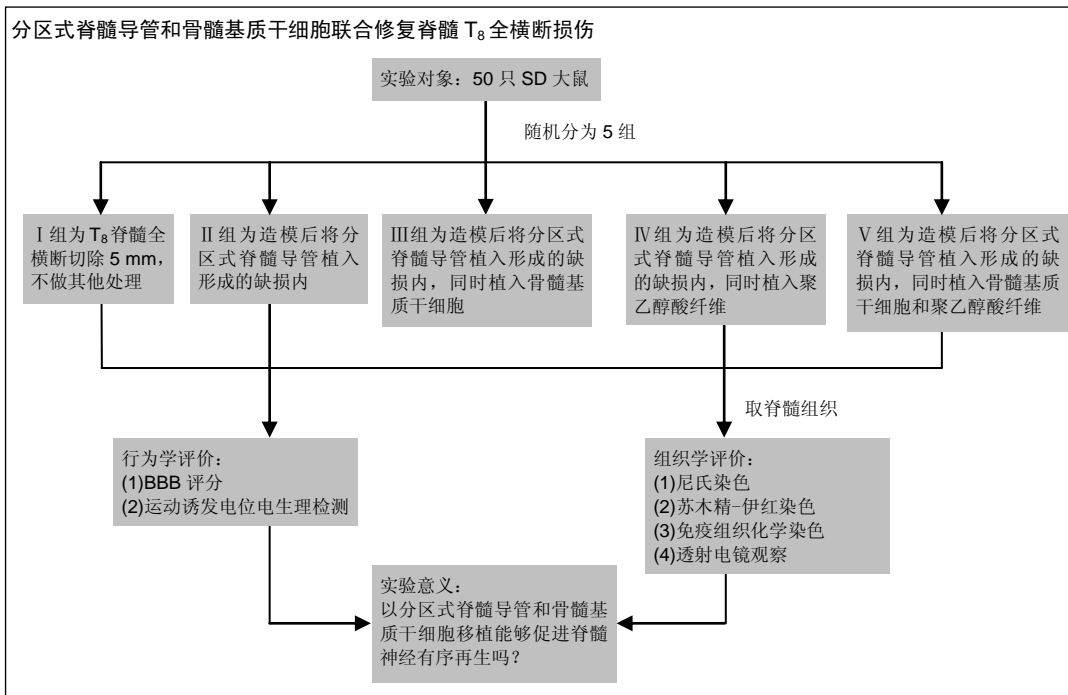 分区式脊髓导管和骨髓基质干细胞联合修复脊髓 T₈全横断损伤
实验对象：50 只 SD 大鼠
随机分为 5 组
Ⅰ组为 T₈脊髓全
横断切除 5 mm，
不做其他处理
Ⅱ组为造模后将分
区式脊髓导管植入
形成的缺损内
Ⅲ组为造模后将分区式
脊髓导管植入形成的缺
损内，同时植入骨髓基
质干细胞
Ⅳ组为造模后将分区
式脊髓导管植入形成
的缺损内，同时植入聚
乙醇酸纤维
Ⅴ组为造模后将分区式
脊髓导管植入形成的缺
损内，同时植入骨髓基质
干细胞和聚乙醇酸纤维
取脊髓组织
行为学评价：
(1)BBB 评分
(2)运动诱发电位电生理检测
组织学评价：
(1)尼氏染色
(2)苏木精-伊红染色
(3)免疫组织化学染色
(4)透射电镜观察
实验意义：
以分区式脊髓导管和骨髓基
质干细胞移植能够促进脊髓
神经有序再生吗？